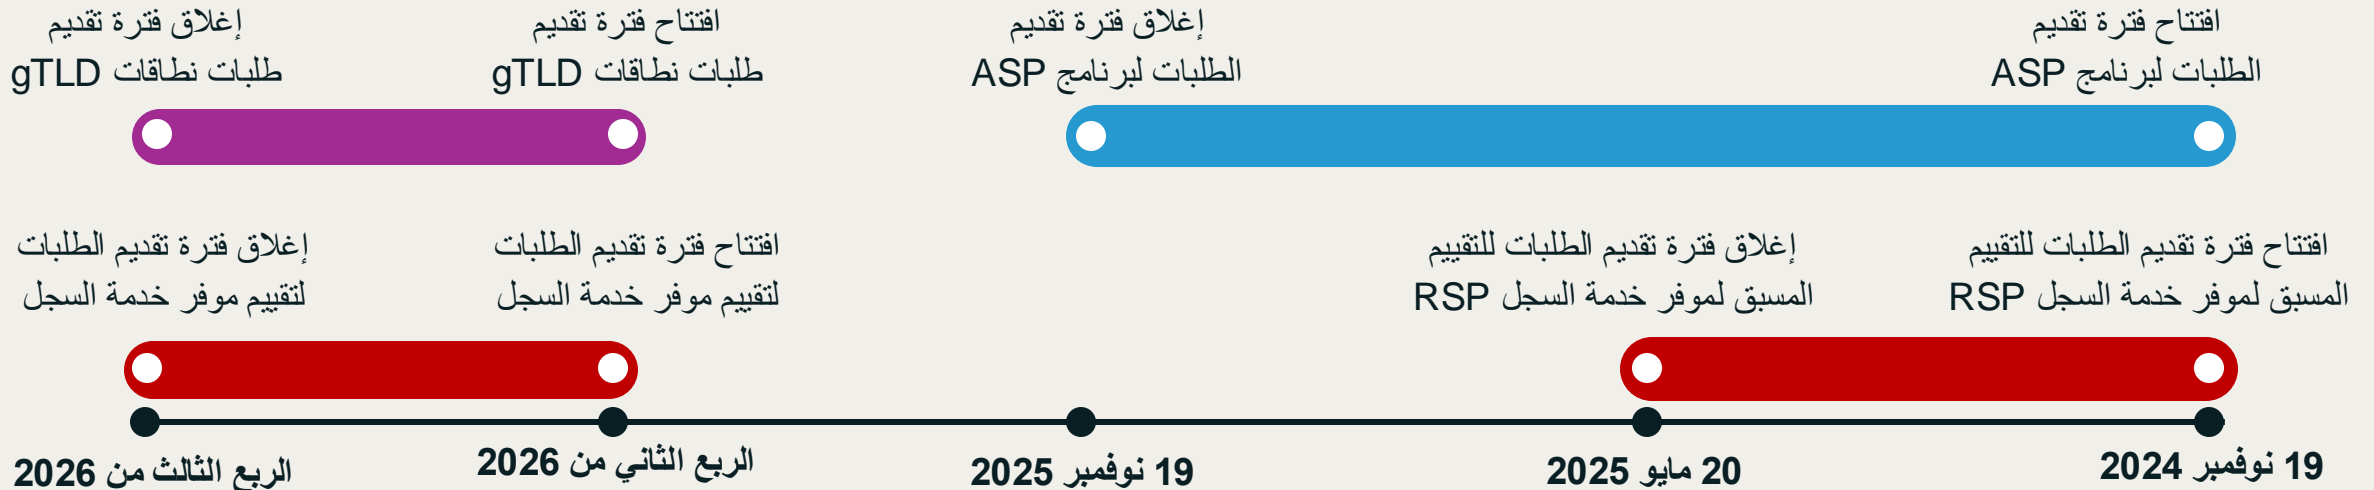 افتتاح فترة تقديم
الطلبات لبرنامج ASP
إغلاق فترة تقديم
الطلبات لبرنامج ASP
افتتاح فترة تقديم
طلبات نطاقات gTLD
إغلاق فترة تقديم
طلبات نطاقات gTLD
افتتاح فترة تقديم الطلبات للتقييم
المسبق لموفر خدمة السجل RSP
إغلاق فترة تقديم الطلبات للتقييم
المسبق لموفر خدمة السجل RSP
افتتاح فترة تقديم الطلبات
لتقييم موفر خدمة السجل
إغلاق فترة تقديم الطلبات
لتقييم موفر خدمة السجل
19 نوفمبر 2024
20 مايو 2025
19 نوفمبر 2025
الربع الثاني من 2026
الربع الثالث من 2026